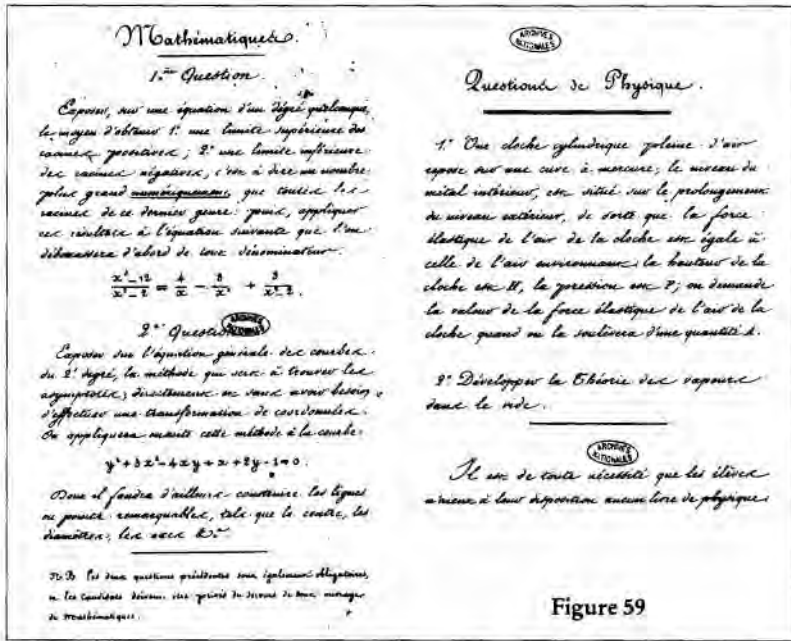 Mathématiques.
1.ère Question.
Exposer, sur une équation d'un dégré quelconque,
le moyen d'obtenir 1.° une limite supérieure des
racines positives ; 2.° une limite inférieure
des racines négatives, c'est à dire un nombre
plus grand numériquement, que toutes les
racines de ce dernier genre : puis, appliquer
ces résultats à l'équation suivante que l'on
débarrassera d'abord de tout dénominateur.
x² - 12 / x³ - 2 = 4/x - 3/x² + 3/
2.e Question
ARCHIVES NATIONALES
Exposer sur l'équation générale des courbes
du 2.e degré, la méthode qui sert à trouver les
asymptotes, directement et sans avoir besoin
d'effectuer une transformation de coordonnées.
On appliquera ensuite cette méthode à la courbe.
y² + 3x² - 4xy + x + 2y - 1 = 0.
Dont il faudra d'ailleurs construire les lignes
ou points remarquables, tels que le centre, les
diamètres, les axes &.a
N.B. Les deux questions précédentes sont également obligatoires,
et les candidats doivent être privés du secours de tout
de Mathématiques.
ARCHIVES NATIONALES
Questions de Physique.
1.° Une cloche cylindrique pleine d'air
repose sur une cuve à mercure, le niveau du
métal intérieur, est situé sur le prolongement
du niveau extérieur, de sorte que la force
élastique de l'air de la cloche est égale à
celle de l'air environnant : la hauteur de la
cloche est H, la pression est P ; on demande
la valeur de la force élastique de l'air de la
cloche quand on la soulèvera d'une quantité
2.° Développer la Théorie des vapeurs
dans le vide.
ARCHIVES NATIONALES
Il est de toute nécessité que les élèves
n'aient à leur disposition aucun livre de physique.
Figure 59